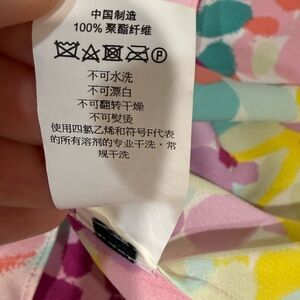 中国制造
100% 聚酯纤维
P
不可水洗
不可漂白
不可翻转干燥
不可熨烫
使用四氯乙烯和符号F代表
的所有溶剂的专业干洗，常
规干洗